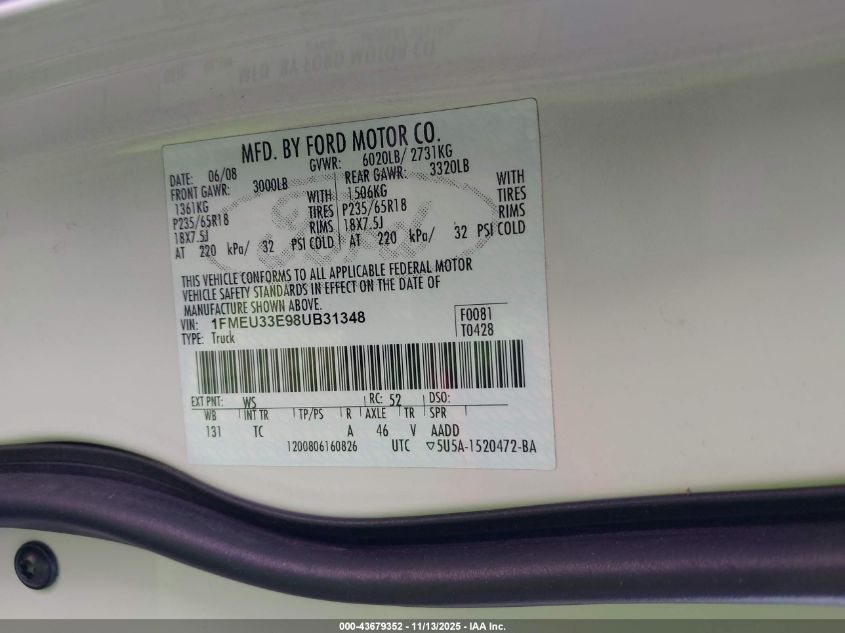 MFD. BY FORD MOTOR CO.
DATE: 06/08 GVWR: 6020LB/ 2731KG
FRONT GAWR: 3000LB REAR GAWR: 3320LB
1361KG WITH 1506KG WITH
P235/65R18 TIRES P235/65R18 TIRES
18X7.5J RIMS 18X7.5J RIMS
AT 220 kPa/ 32 PSI COLD AT 220 kPa/ 32 PSI COLD
Ford
THIS VEHICLE CONFORMS TO ALL APPLICABLE FEDERAL MOTOR
VEHICLE SAFETY STANDARDS IN EFFECT ON THE DATE OF
MANUFACTURE SHOWN ABOVE.
VIN: 1FMEU33E98UB31348 F0081
TYPE: Truck T0428
EXT PNT: WS RC: 52 DSO:
WB INT TR TP/PS R AXLE TR SPR
131 TC A 46 V AADD
1200806160826 UTC ▽5U5A-1520472-BA
000-43679352 - 11/13/2025 - IAA Inc.